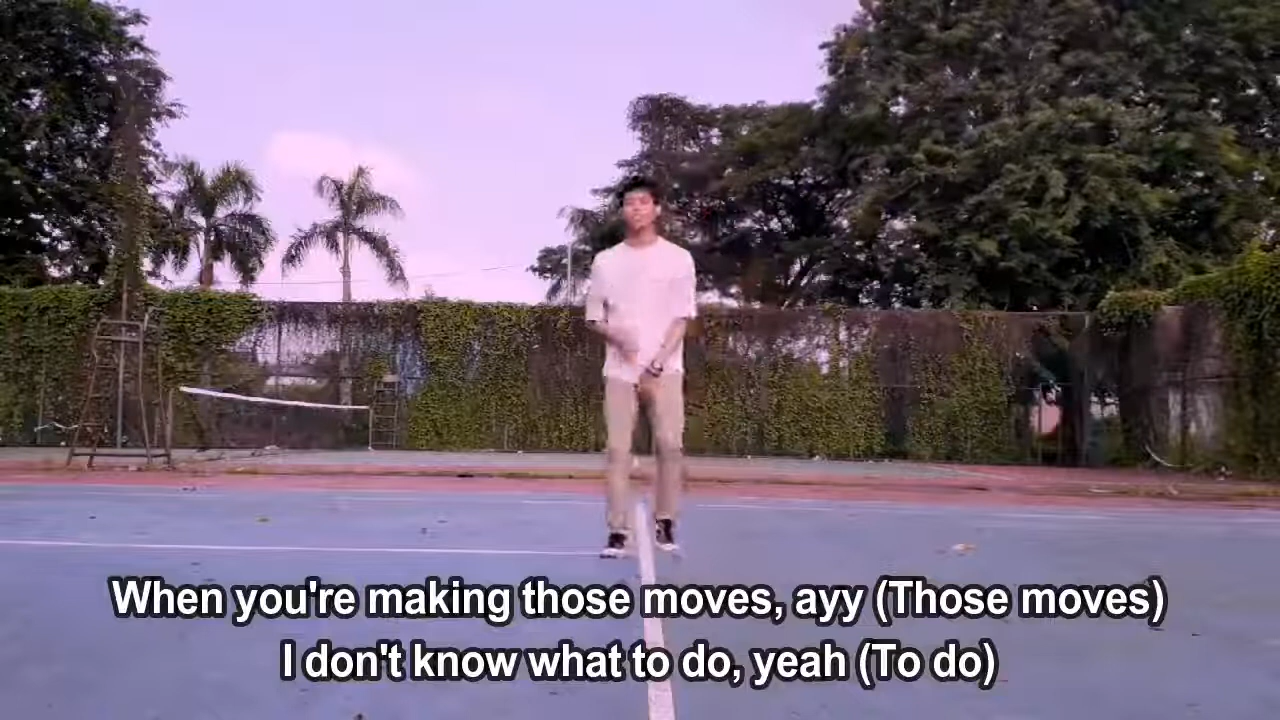 When you're making those moves, ayy (Those moves)
I don't know what to do, yeah (To do)